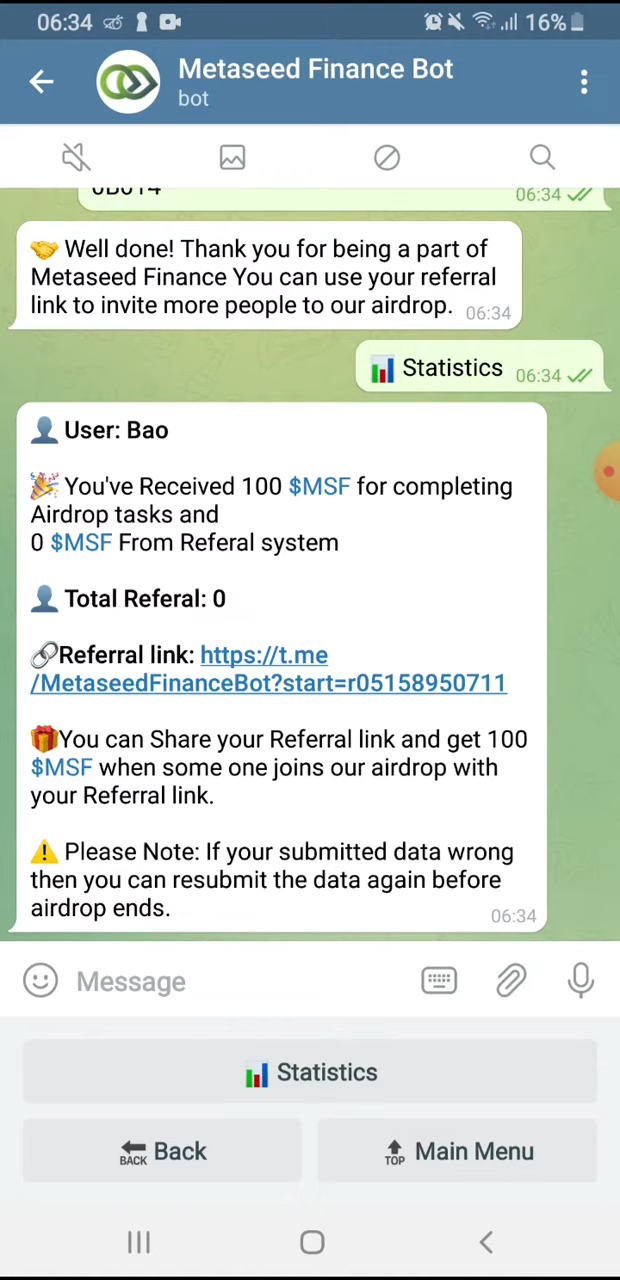 06:34 16%
Metaseed Finance Bot
bot
06:34
🤝 Well done! Thank you for being a part of
Metaseed Finance You can use your referral
link to invite more people to our airdrop. 06:34
📊 Statistics 06:34
👤 User: Bao
🎉 You've Received 100 $MSF for completing
Airdrop tasks and
0 $MSF From Referal system
👤 Total Referal: 0
🔗Referral link: https://t.me
/MetaseedFinanceBot?start=r05158950711
🎁You can Share your Referral link and get 100
$MSF when some one joins our airdrop with
your Referral link.
⚠️ Please Note: If your submitted data wrong
then you can resubmit the data again before
airdrop ends. 06:34
Message
📊 Statistics
BACK Back
TOP Main Menu